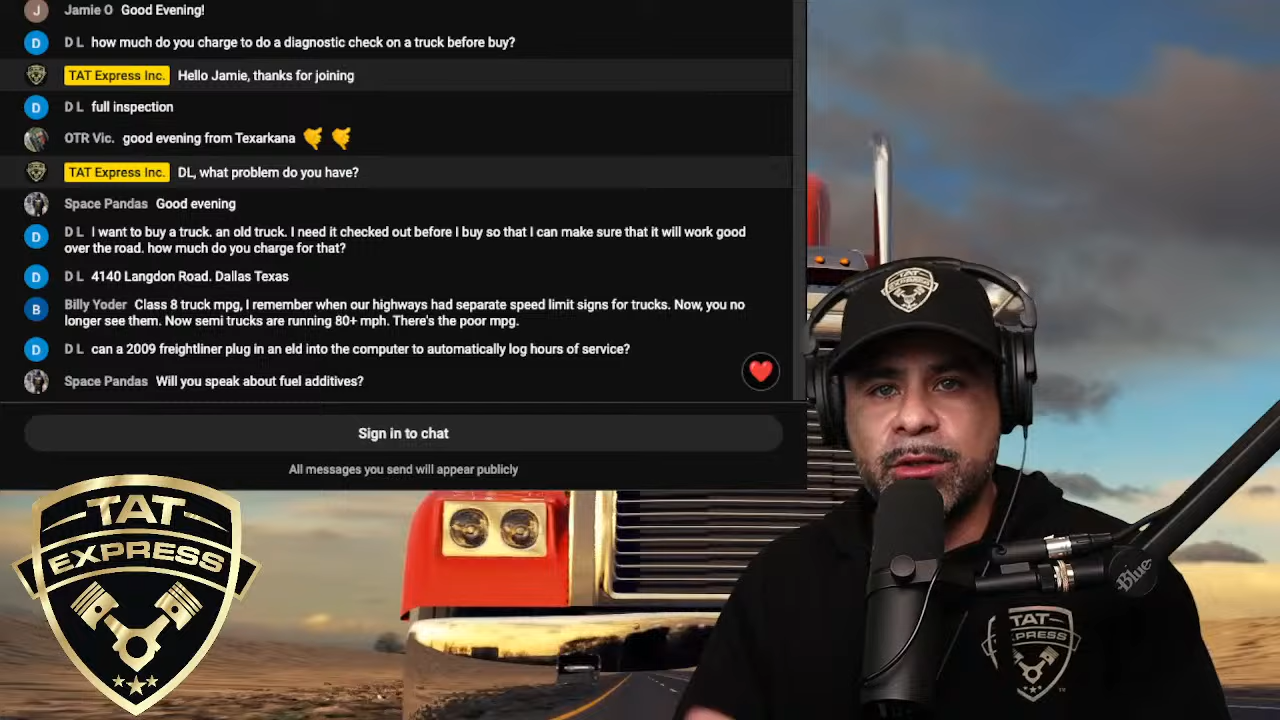 J Jamie O Good Evening!
D D L how much do you charge to do a diagnostic check on a truck before buy?
TAT Express Inc. Hello Jamie, thanks for joining
D D L full inspection
OTR Vic. good evening from Texarkana
TAT Express Inc. DL, what problem do you have?
Space Pandas Good evening
D D L I want to buy a truck. an old truck. I need it checked out before I buy so that I can make sure that it will work good
over the road. how much do you charge for that?
D D L 4140 Langdon Road. Dallas Texas
B Billy Yoder Class 8 truck mpg, I remember when our highways had separate speed limit signs for trucks. Now, you no
longer see them. Now semi trucks are running 80+ mph. There's the poor mpg.
D D L can a 2009 freightliner plug in an eld into the computer to automatically log hours of service?
Space Pandas Will you speak about fuel additives?
Sign in to chat
All messages you send will appear publicly
TAT
EXPRESS
TAT
EXPRESS
Blue
TAT
EXPRESS